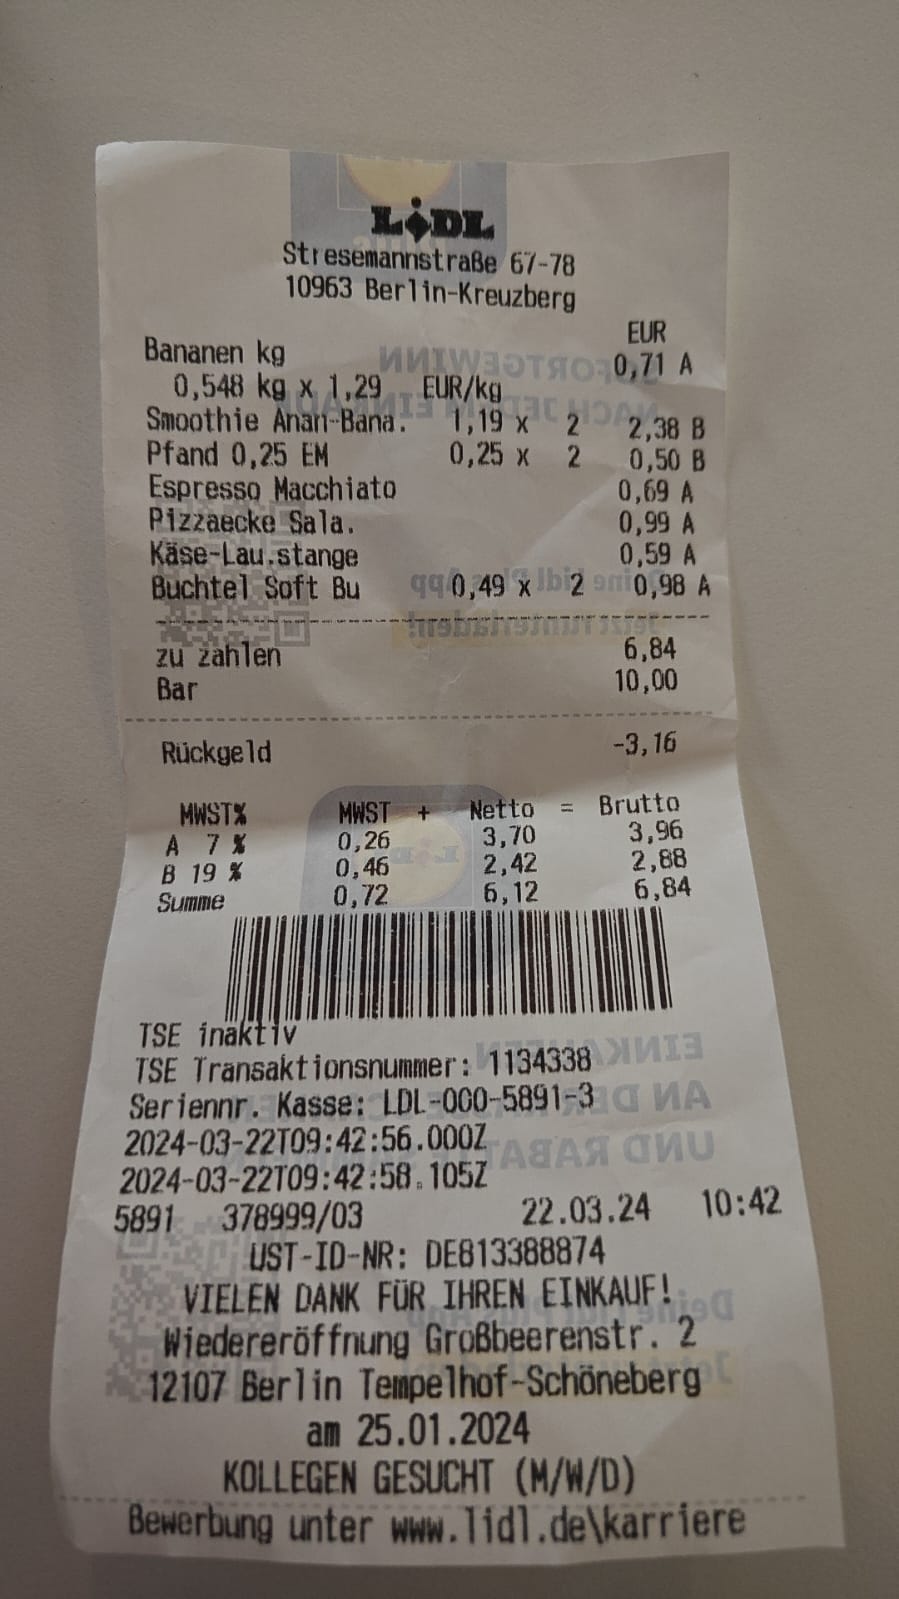 LiDL
Stresemannstraße 67-78
10963 Berlin-Kreuzberg
EUR
Bananen kg 0,71 A
0,548 kg x 1,29 EUR/kg
Smoothie Anan-Bana. 1,19 x 2 2,38 B
Pfand 0,25 EM 0,25 x 2 0,50 B
Espresso Macchiato 0,69 A
Pizzaecke Sala. 0,99 A
Käse-Lau.stange 0,59 A
Buchtel Soft Bu 0,49 x 2 0,98 A
zu zahlen 6,84
Bar 10,00
Rückgeld -3,16
MWST% MWST + Netto = Brutto
A 7 % 0,26 3,70 3,96
B 19 % 0,46 2,42 2,88
Summe 0,72 6,12 6,84
TSE inaktiv
TSE Transaktionsnummer: 1134338
Seriennr. Kasse: LDL-000-5891-3
2024-03-22T09:42:56.000Z
2024-03-22T09:42:58.105Z
5891 378999/03 22.03.24 10:42
UST-ID-NR: DE813388874
VIELEN DANK FÜR IHREN EINKAUF!
Wiedereröffnung Großbeerenstr. 2
12107 Berlin Tempelhof-Schöneberg
am 25.01.2024
KOLLEGEN GESUCHT (M/W/D)
Bewerbung unter www.lidl.de\karriere